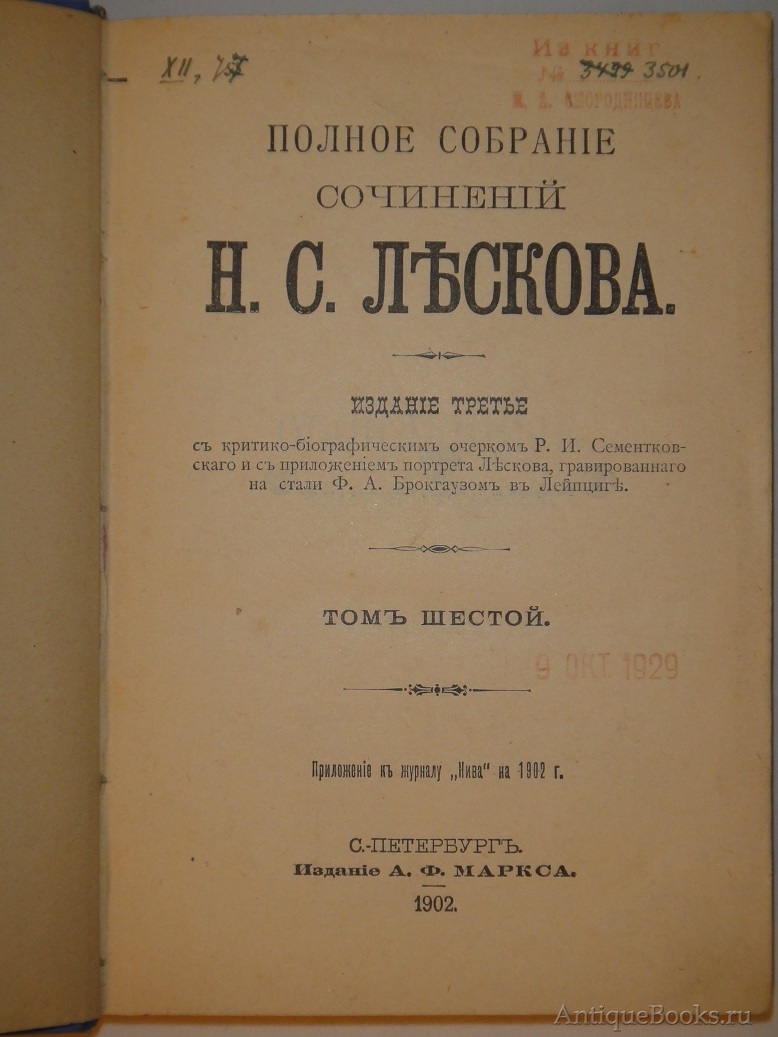 XII,
Из книг
№ 3499 3501.
ПОЛНОЕ СОБРАНІЕ
СОЧИНЕНІЙ
Н. С. ЛѢСКОВА.
ИЗДАНІЕ ТРЕТЬЕ
съ критико-біографическимъ очеркомъ Р. И. Сементков-
скаго и съ приложеніемъ портрета Лѣскова, гравированнаго
на стали Ф. А. Брокгаузомъ въ Лейпцигѣ.
ТОМЪ ШЕСТОЙ.
9 ОКТ. 1929
Приложеніе къ журналу „Нива“ на 1902 г.
С.-ПЕТЕРБУРГЪ.
Изданіе А. Ф. МАРКСА.
1902.
AntiqueBooks.ru